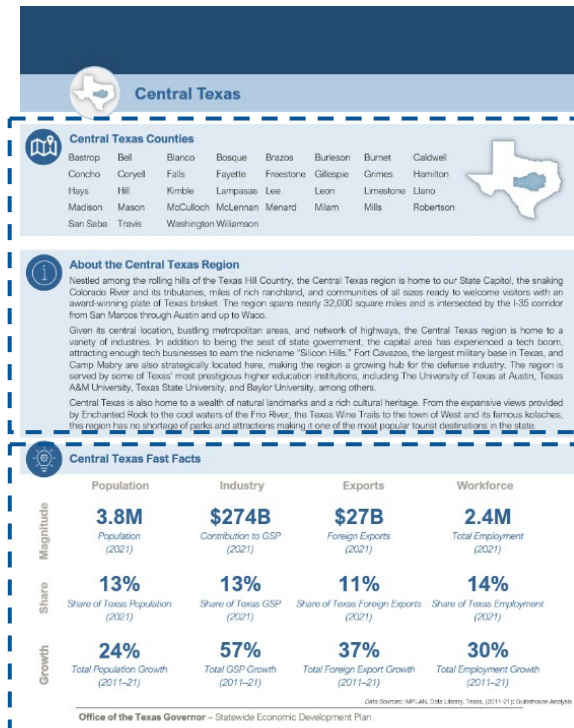 Central Texas
Central Texas Counties
Bastrop Bell Blanco Bosque Brazos Burleson Burnet Caldwell
Concho Coryell Falls Fayette Freestone Gillespie Grimes Hamilton
Hays Hill Kimble Lampasas Lee Leon Limestone Llano
Madison Mason McCulloch McLennan Menard Milam Mills Robertson
San Saba Travis Washington Williamson
About the Central Texas Region
Nestled among the rolling hills of the Texas Hill Country, the Central Texas region is home to our State Capitol, the snaking
Colorado River and its tributaries, miles of rich ranchland, and communities of all sizes ready to welcome visitors with an
award-winning plate of Texas brisket. The region spans nearly 32,000 square miles and is intersected by the I-35 corridor
from San Marcos through Austin and up to Waco.
Given its central location, bustling metropolitan areas, and network of highways, the Central Texas region is home to a
variety of industries. In addition to being the seat of state government, the capital area has experienced a tech boom,
attracting enough tech businesses to earn the nickname "Silicon Hills." Fort Cavazos, the largest military base in Texas, and
Camp Mabry are also strategically located here, making the region a growing hub for the defense industry. The region is
served by some of Texas' most prestigious higher education institutions, including The University of Texas at Austin, Texas
A&M University, Texas State University, and Baylor University, among others.
Central Texas is also home to a wealth of natural landmarks and a rich cultural heritage. From the expansive views provided
by Enchanted Rock to the cool waters of the Frio River, the Texas Wine Trails to the town of West and its famous kolaches,
this region has no shortage of parks and attractions making it one of the most popular tourist destinations in the state.
Central Texas Fast Facts
Population Industry Exports Workforce
Magnitude
3.8M $274B $27B 2.4M
Population Contribution to GSP Foreign Exports Total Employment
(2021) (2021) (2021) (2021)
Share
13% 13% 11% 14%
Share of Texas Population Share of Texas GSP Share of Texas Foreign Exports Share of Texas Employment
(2021) (2021) (2021) (2021)
Growth
24% 57% 37% 30%
Total Population Growth Total GSP Growth Total Foreign Export Growth Total Employment Growth
(2011–21) (2011–21) (2011–21) (2011–21)
Data Sources: IMPLAN, Data Library, Texas, (2011-21); Guidehouse Analysis
Office of the Texas Governor – Statewide Economic Development Plan